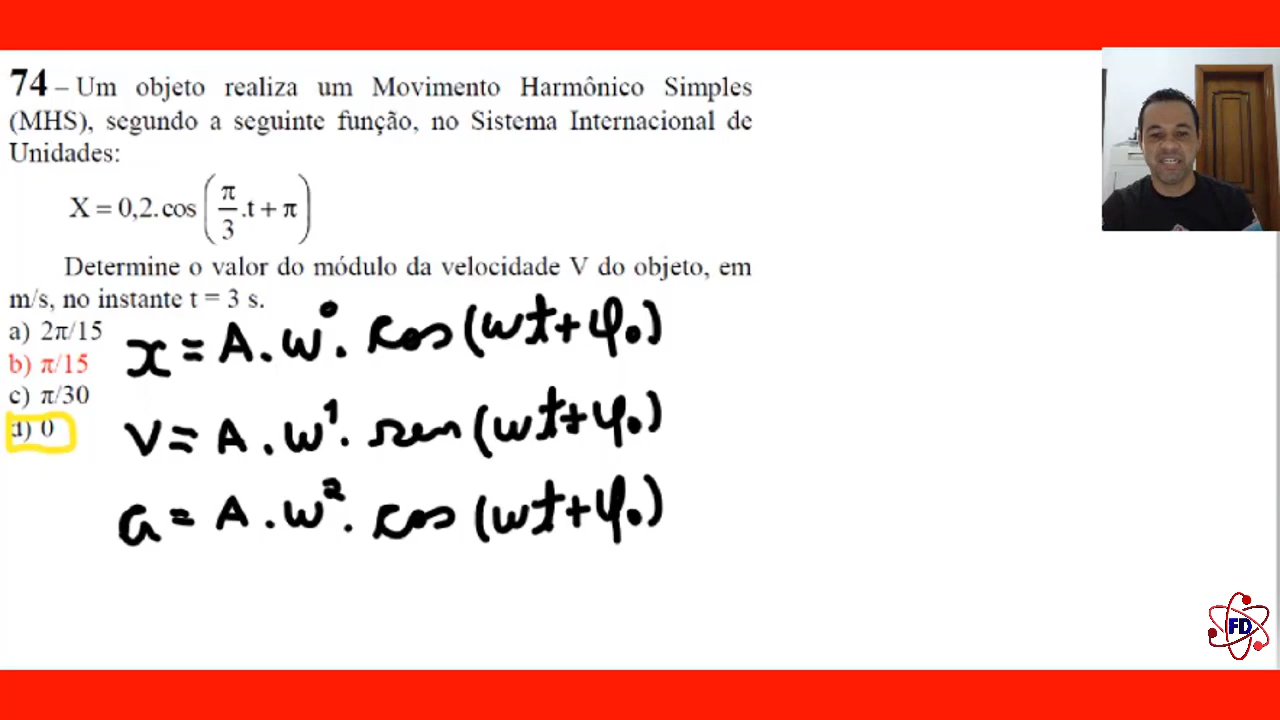 74 – Um objeto realiza um Movimento Harmônico Simples
(MHS), segundo a seguinte função, no Sistema Internacional de
Unidades:
X = 0,2.cos(π/3 .t + π)
Determine o valor do módulo da velocidade V do objeto, em
m/s, no instante t = 3 s.
a) 2π/15
b) π/15
c) π/30
d) 0
x = A . w⁰ . cos (wt + φ₀)
v = A . w¹ . sen (wt + φ₀)
a = A . w² . cos (wt + φ₀)
FD